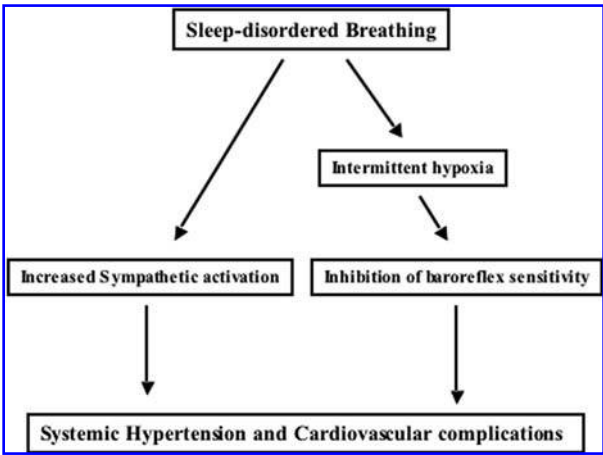 Sleep-disordered Breathing
Intermittent hypoxia
Increased Sympathetic activation
Inhibition of baroreflex sensitivity
Systemic Hypertension and Cardiovascular complications